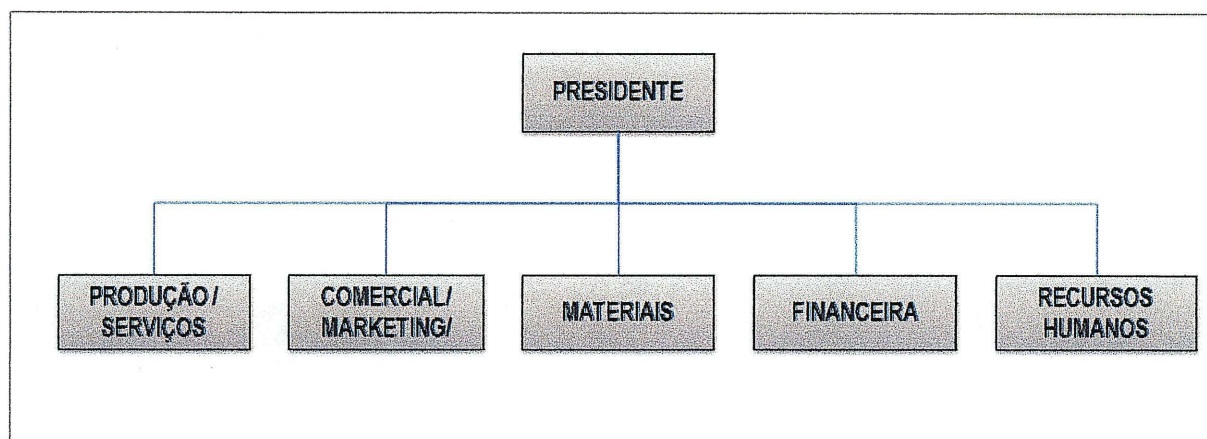 PRESIDENTE
PRODUÇÃO /
SERVIÇOS
COMERCIAL/
MARKETING/
MATERIAIS
FINANCEIRA
RECURSOS
HUMANOS